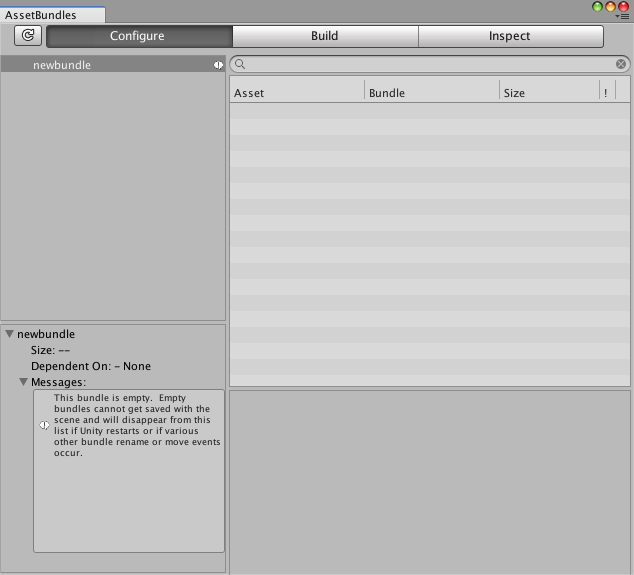 AssetBundles
Configure
Build
Inspect
newbundle
Asset
Bundle
Size
!
newbundle
Size: --
Dependent On: - None
Messages:
This bundle is empty.  Empty
bundles cannot get saved with the
scene and will disappear from this
list if Unity restarts or if various
other bundle rename or move events
occur.